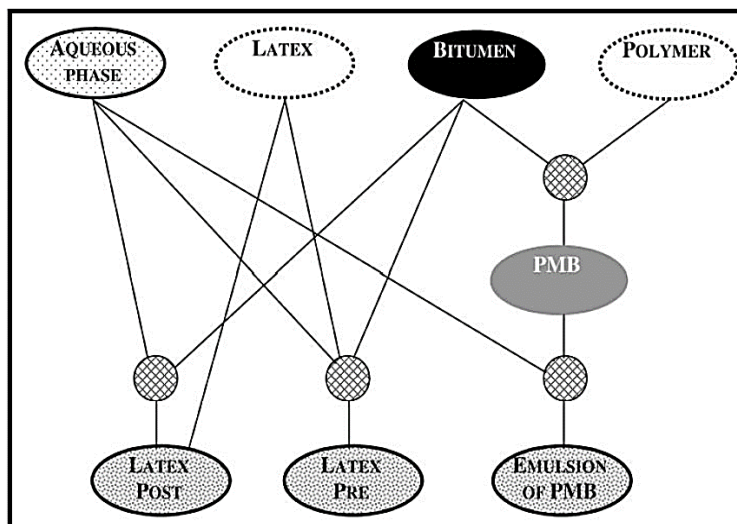 AQUEOUS
PHASE
LATEX
BITUMEN
POLYMER
PMB
LATEX
POST
LATEX
PRE
EMULSION
OF PMB